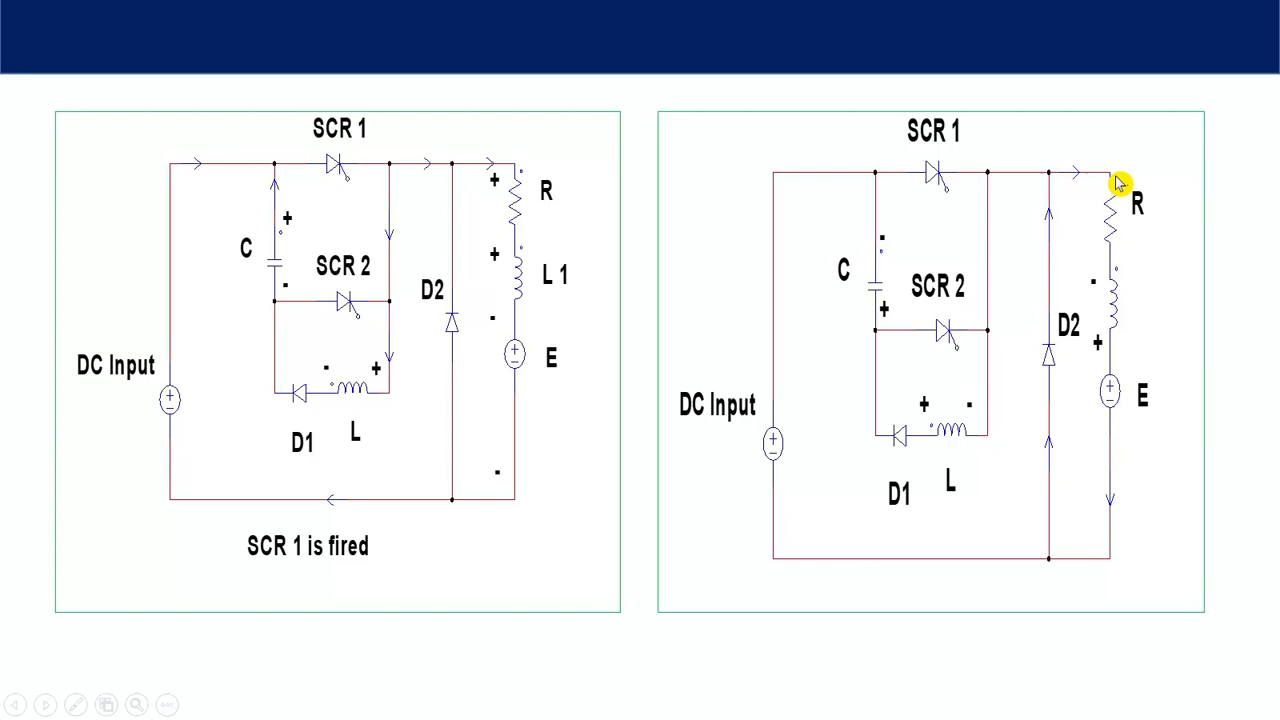 SCR 1
+
R
+
+
C
SCR 2
L 1
-
D2
-
DC Input
E
-
+
D1
L
-
SCR 1 is fired
SCR 1
R
-
C
SCR 2
-
+
D2
+
DC Input
E
+
-
D1
L